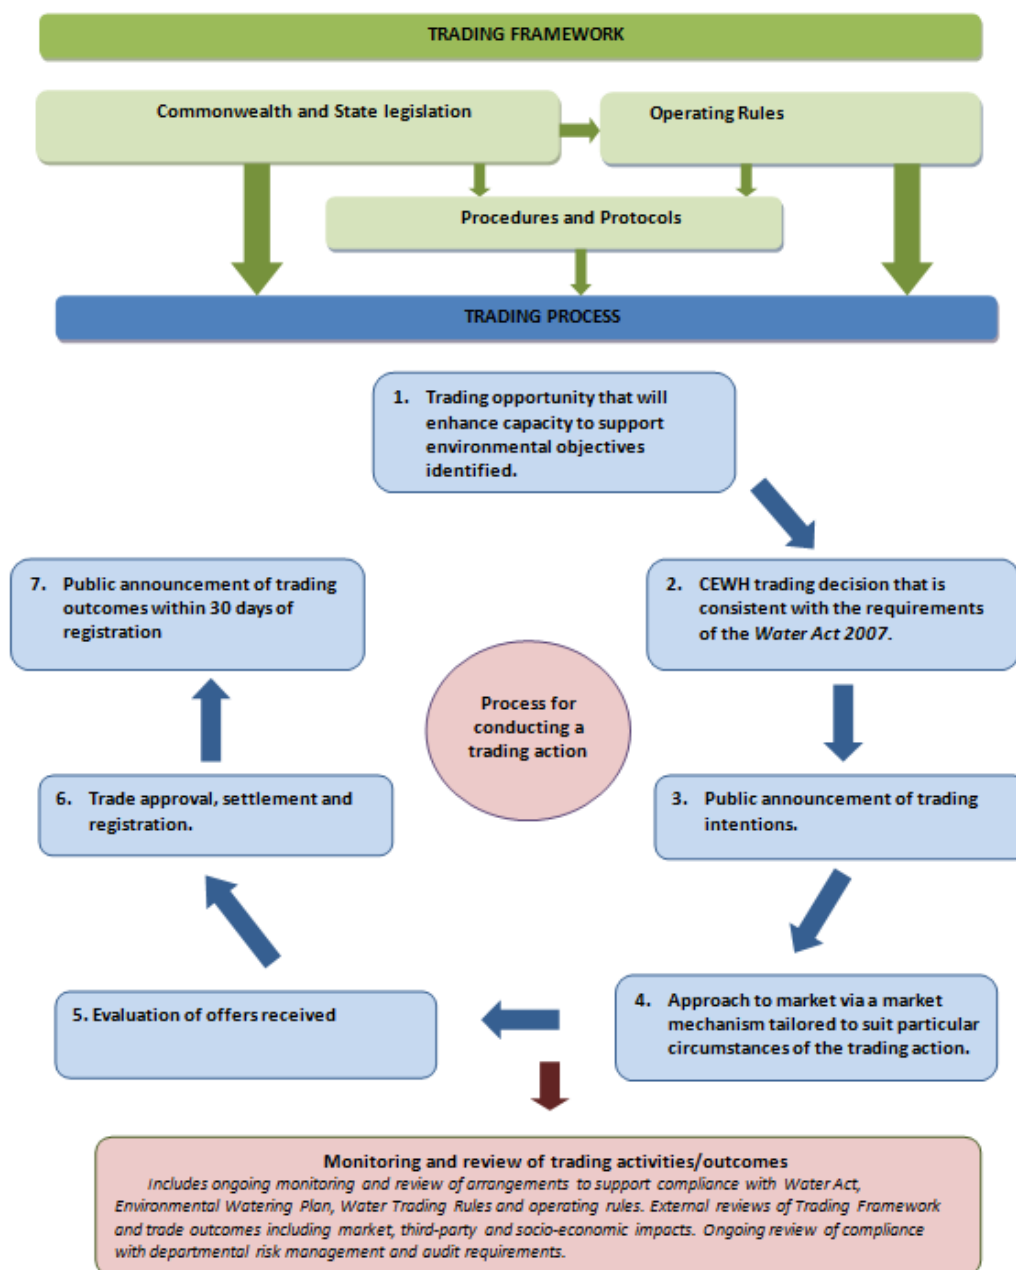 TRADING FRAMEWORK
Commonwealth and State legislation
Operating Rules
Procedures and Protocols
TRADING PROCESS
1. Trading opportunity that will
enhance capacity to support
environmental objectives
identified.
2. CEWH trading decision that is
consistent with the requirements
of the Water Act 2007.
3. Public announcement of trading
intentions.
4. Approach to market via a market
mechanism tailored to suit particular
circumstances of the trading action.
5. Evaluation of offers received
6. Trade approval, settlement and
registration.
7. Public announcement of trading
outcomes within 30 days of
registration
Process for
conducting a
trading action
Monitoring and review of trading activities/outcomes
Includes ongoing monitoring and review of arrangements to support compliance with Water Act,
Environmental Watering Plan, Water Trading Rules and operating rules. External reviews of Trading Framework
and trade outcomes including market, third-party and socio-economic impacts. Ongoing review of compliance
with departmental risk management and audit requirements.